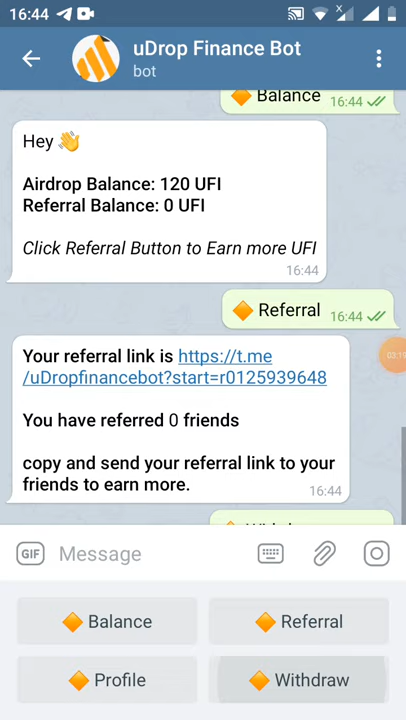 16:44
uDrop Finance Bot
bot
Balance 16:44
Hey 👋
Airdrop Balance: 120 UFI
Referral Balance: 0 UFI
Click Referral Button to Earn more UFI
16:44
🔶 Referral 16:44
03:19
Your referral link is https://t.me
/uDropfinancebot?start=r0125939648
You have referred 0 friends
copy and send your referral link to your
friends to earn more.
16:44
GIF Message
🔶 Balance
🔶 Referral
🔶 Profile
🔶 Withdraw